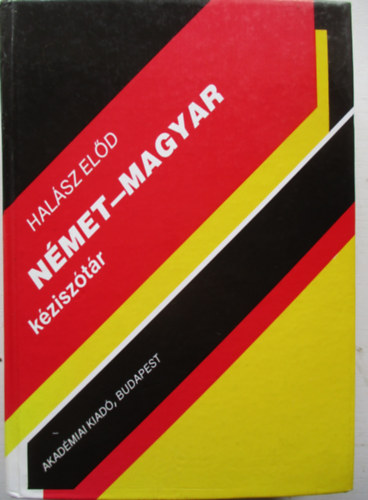 HALÁSZ ELŐD
NÉMET–MAGYAR
kéziszótár
AKADÉMIAI KIADÓ, BUDAPEST